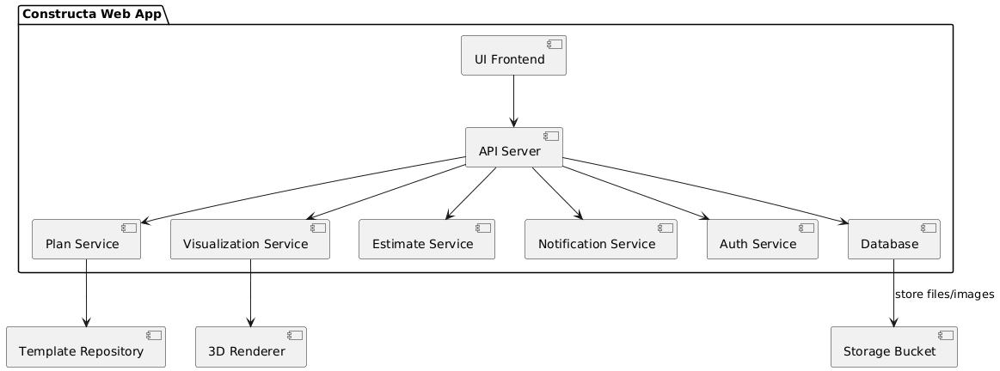 Constructa Web App
UI Frontend
API Server
Plan Service
Visualization Service
Estimate Service
Notification Service
Auth Service
Database
store files/images
Template Repository
3D Renderer
Storage Bucket